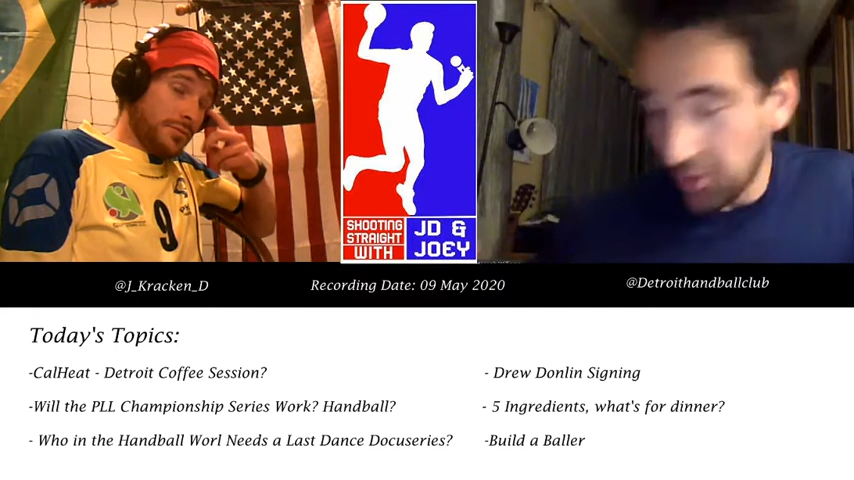 9
SHOOTING
STRAIGHT
WITH
JD &
JOEY
@J_Kracken_D
Recording Date: 09 May 2020
@Detroithandballclub
Today's Topics:
-CalHeat - Detroit Coffee Session?
-Will the PLL Championship Series Work? Handball?
- Who in the Handball Worl Needs a Last Dance Docuseries?
- Drew Donlin Signing
- 5 Ingredients, what's for dinner?
-Build a Baller